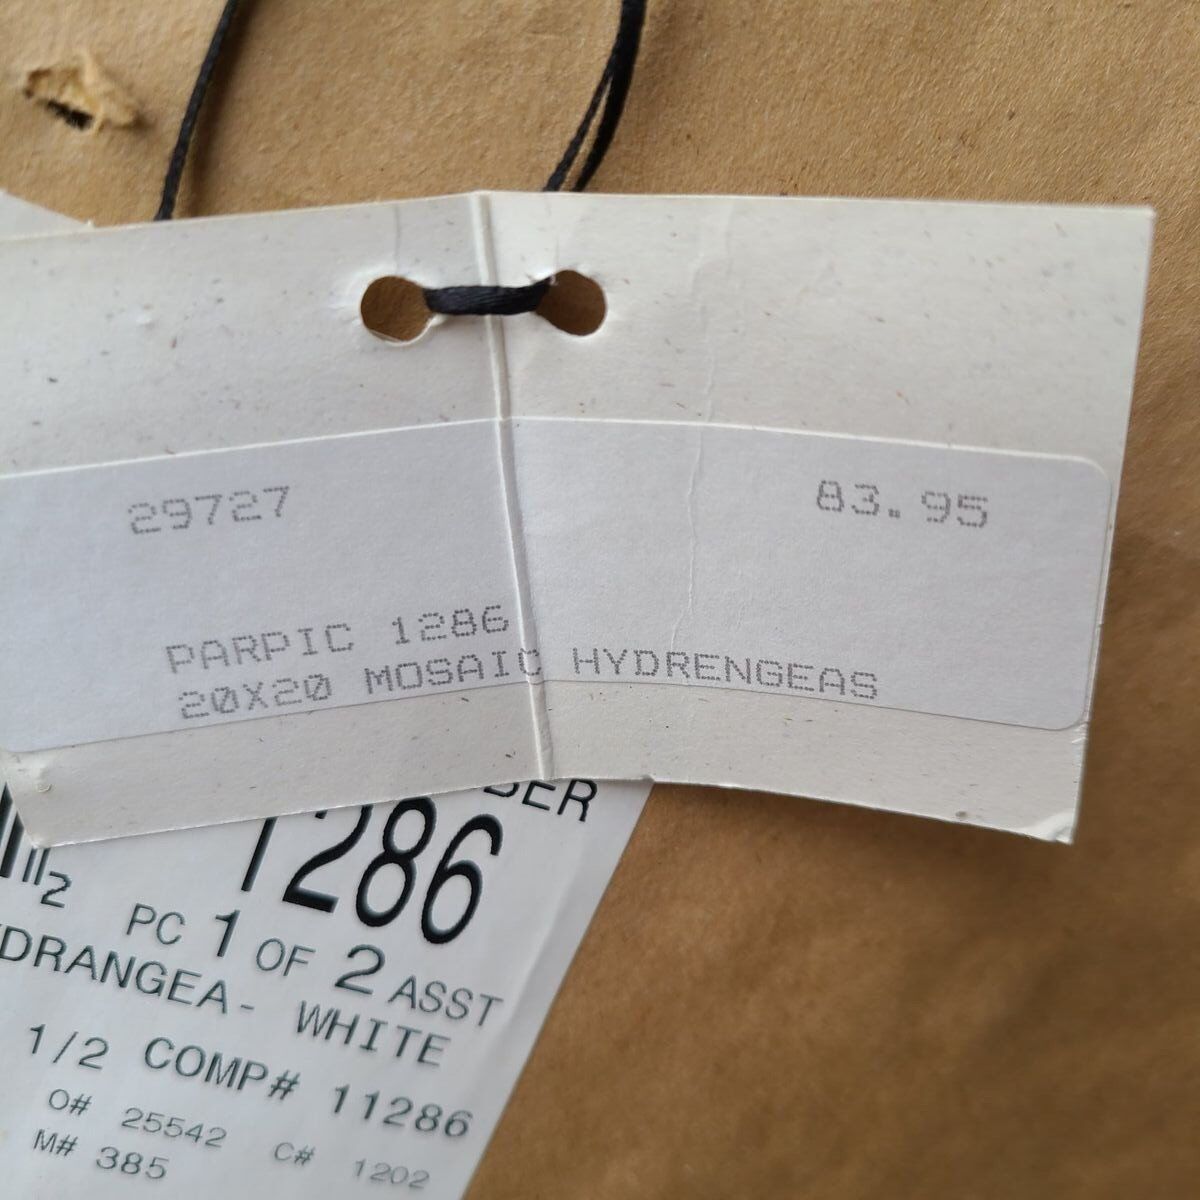 29727 83.95
PARPIC 1286
20X20 MOSAIC HYDRENGEAS
1286
PC 1 OF 2 ASST
WHITE
1/2 COMP# 11286
O# 25542 C# 1202
M# 385